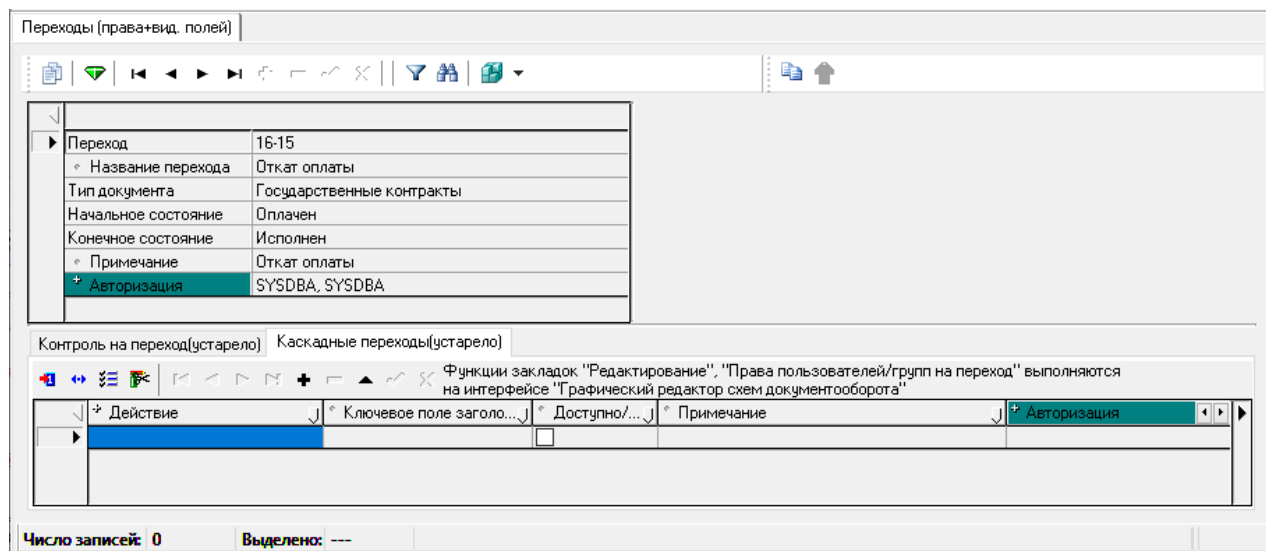 Переходы (права+вид. полей)
Переход 16-15
Название перехода Откат оплаты
Тип документа Государственные контракты
Начальное состояние Оплачен
Конечное состояние Исполнен
Примечание Откат оплаты
Авторизация SYSDBA, SYSDBA
Контроль на переход(устарело) Каскадные переходы(устарело)
Функции закладок "Редактирование", "Права пользователей/групп на переход" выполняются
на интерфейсе "Графический редактор схем документооборота"
Действие Ключевое поле заголо... Доступно/... Примечание Авторизация
Число записей: 0 Выделено: ---